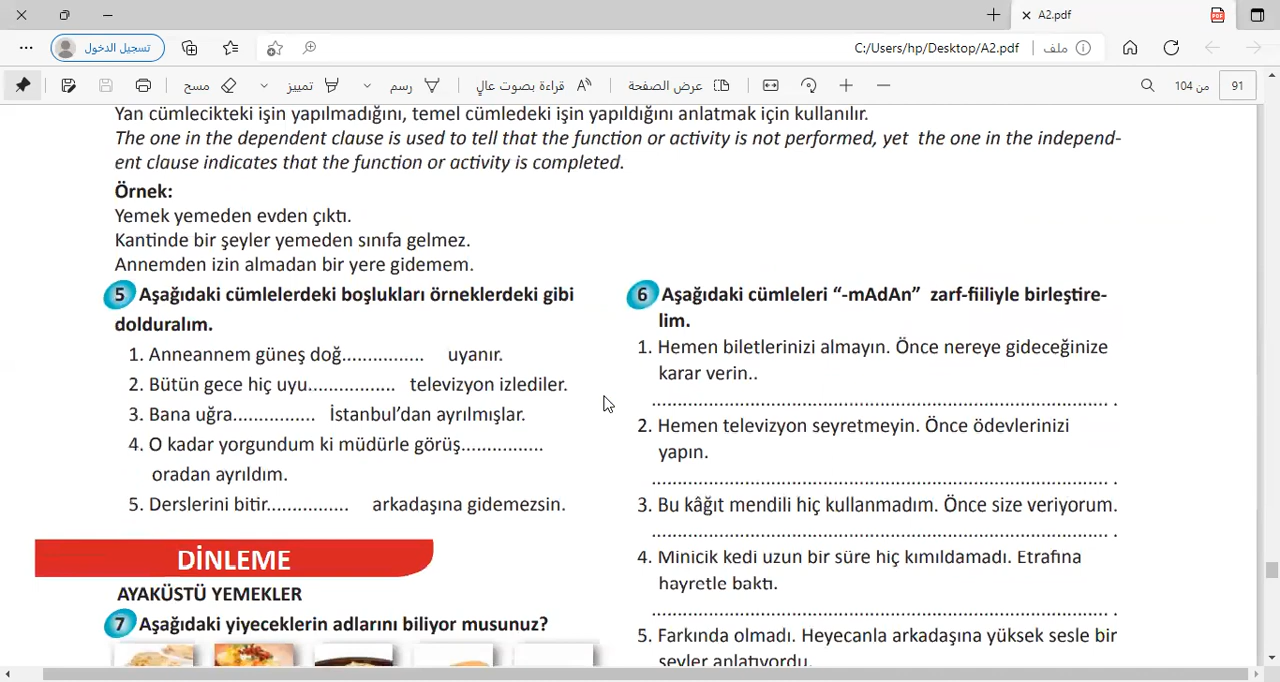 A2.pdf
تسجيل الدخول
C:/Users/hp/Desktop/A2.pdf
ملف
مسح
تمييز
رسم
قراءة بصوت عالٍ
عرض الصفحة
من 104
91
Yan cümlecikteki işin yapılmadığını, temel cümledeki işin yapıldığını anlatmak için kullanılır.
The one in the dependent clause is used to tell that the function or activity is not performed, yet the one in the independ-
ent clause indicates that the function or activity is completed.
Örnek:
Yemek yemeden evden çıktı.
Kantinde bir şeyler yemeden sınıfa gelmez.
Annemden izin almadan bir yere gidemem.
5 Aşağıdaki cümlelerdeki boşlukları örneklerdeki gibi
dolduralım.
1. Anneannem güneş doğ................ uyanır.
2. Bütün gece hiç uyu................. televizyon izlediler.
3. Bana uğra................ İstanbul’dan ayrılmışlar.
4. O kadar yorgundum ki müdürle görüş................
oradan ayrıldım.
5. Derslerini bitir................ arkadaşına gidemezsin.
DİNLEME
AYAKÜSTÜ YEMEKLER
7 Aşağıdaki yiyeceklerin adlarını biliyor musunuz?
6 Aşağıdaki cümleleri “-mAdAn” zarf-fiiliyle birleştire-
lim.
1. Hemen biletlerinizi almayın. Önce nereye gideceğinize
karar verin..
.......................................................................................... .
2. Hemen televizyon seyretmeyin. Önce ödevlerinizi
yapın.
.......................................................................................... .
3. Bu kâğıt mendili hiç kullanmadım. Önce size veriyorum.
.......................................................................................... .
4. Minicik kedi uzun bir süre hiç kımıldamadı. Etrafına
hayretle baktı.
.......................................................................................... .
5. Farkında olmadı. Heyecanla arkadaşına yüksek sesle bir
şeyler anlatıyordu.